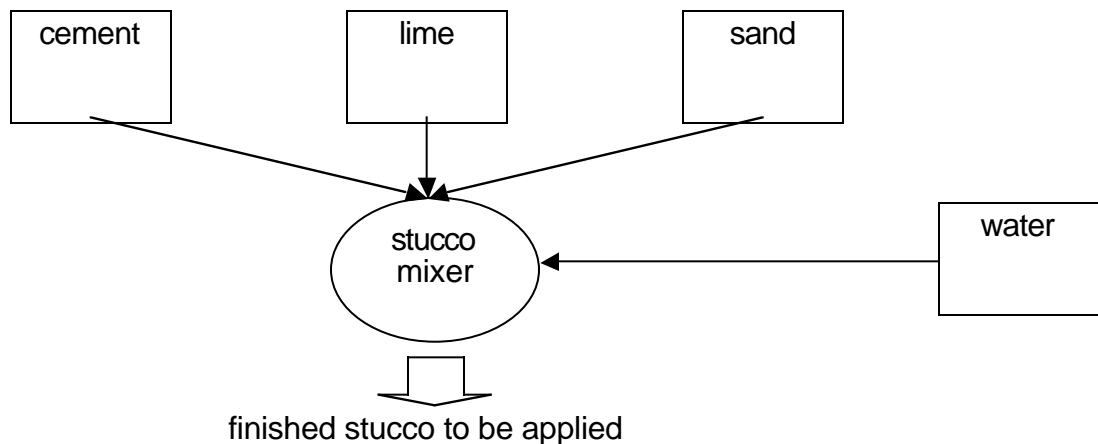 cement
lime
sand
stucco
mixer
water
finished stucco to be applied